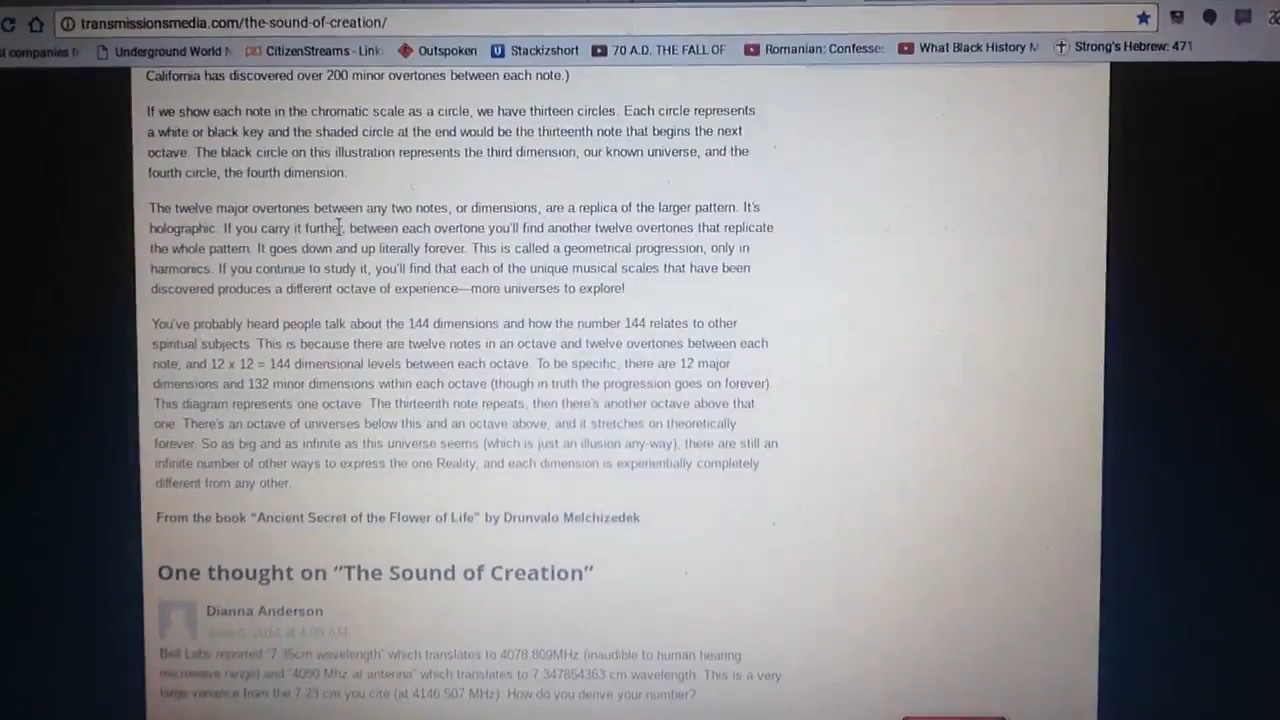 transmissionsmedia.com/the-sound-of-creation/
st companies Underground World CitizenStreams - Link Outspoken Stackizshort 70 A.D. THE FALL OF Romanian: Confesse What Black History M Strong's Hebrew: 471
California has discovered over 200 minor overtones between each note.)
If we show each note in the chromatic scale as a circle, we have thirteen circles. Each circle represents
a white or black key and the shaded circle at the end would be the thirteenth note that begins the next
octave. The black circle on this illustration represents the third dimension, our known universe, and the
fourth circle, the fourth dimension.
The twelve major overtones between any two notes, or dimensions, are a replica of the larger pattern. It's
holographic. If you carry it further, between each overtone you'll find another twelve overtones that replicate
the whole pattern. It goes down and up literally forever. This is called a geometrical progression, only in
harmonics. If you continue to study it, you'll find that each of the unique musical scales that have been
discovered produces a different octave of experience—more universes to explore!
You've probably heard people talk about the 144 dimensions and how the number 144 relates to other
spiritual subjects. This is because there are twelve notes in an octave and twelve overtones between each
note; and 12 x 12 = 144 dimensional levels between each octave. To be specific, there are 12 major
dimensions and 132 minor dimensions within each octave (though in truth the progression goes on forever).
This diagram represents one octave. The thirteenth note repeats, then there's another octave above that
one. There's an octave of universes below this and an octave above, and it stretches on theoretically
forever. So as big and as infinite as this universe seems (which is just an illusion any-way), there are still an
infinite number of other ways to express the one Reality, and each dimension is experientially completely
different from any other.
From the book “Ancient Secret of the Flower of Life” by Drunvalo Melchizedek
One thought on “The Sound of Creation”
Dianna Anderson
2014 at 4:09 AM
Bell Labs reported “7.35cm wavelength” which translates to 4078.809MHz (inaudible to human hearing
microwave range) and “4080 Mhz at antenna” which translates to 7.347854363 cm wavelength. This is a very
large variance from the 7.23 cm you cite (at 4146.507 MHz). How do you derive your number?